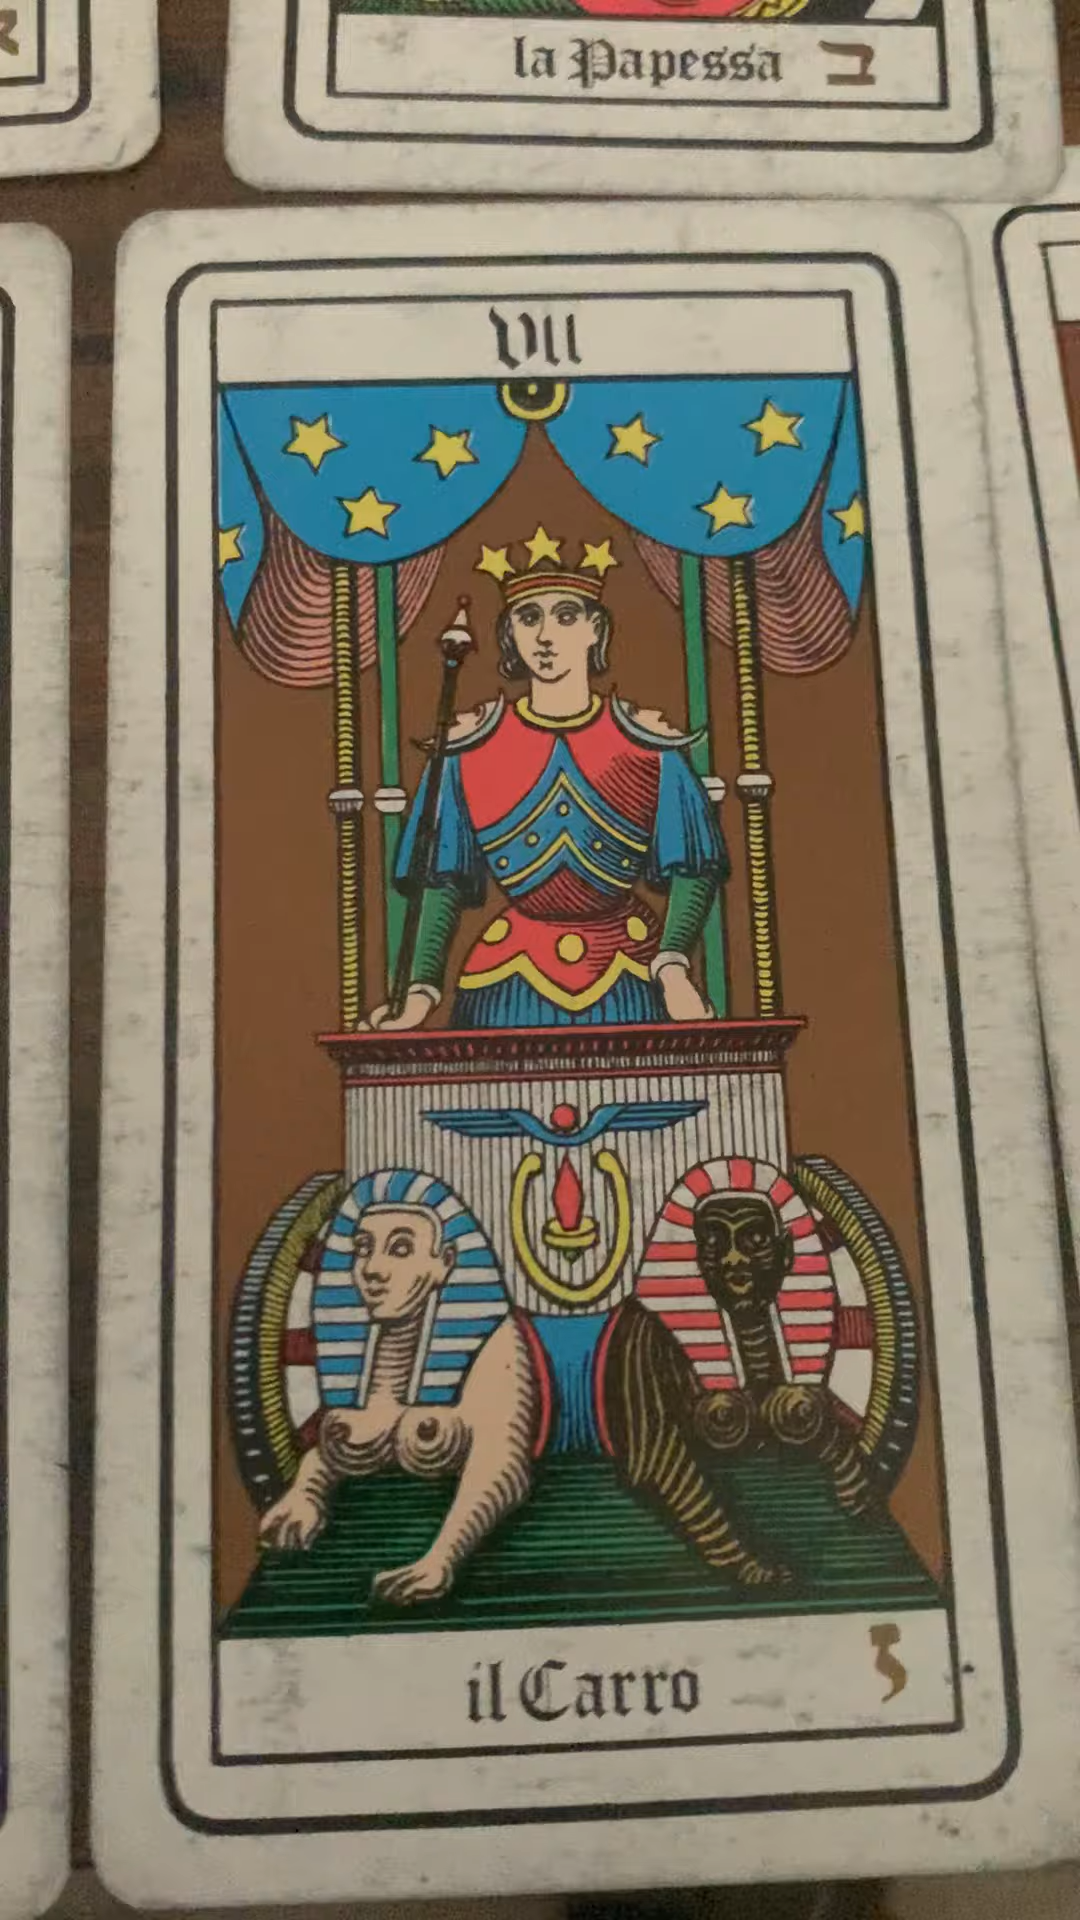 la Papessa ב
VII
il Carro ז